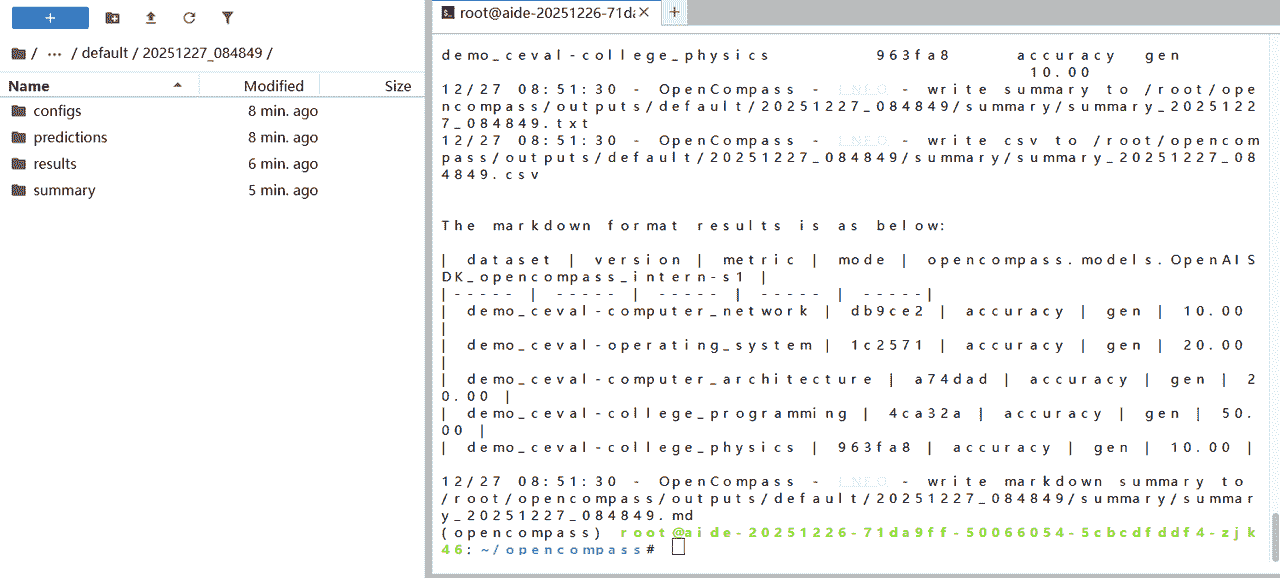 +
/ ··· / default / 20251227_084849 /
Name Modified Size
configs 8 min. ago
predictions 8 min. ago
results 6 min. ago
summary 5 min. ago
root@aide-20251226-71da × +
demo_ceval-college_physics 963fa8 accuracy gen
10.00
12/27 08:51:30 - OpenCompass - INFO - write summary to /root/ope
ncompass/outputs/default/20251227_084849/summary/summary_2025122
7_084849.txt
12/27 08:51:30 - OpenCompass - INFO - write csv to /root/opencom
pass/outputs/default/20251227_084849/summary/summary_20251227_08
4849.csv
The markdown format results is as below:
| dataset | version | metric | mode | opencompass.models.OpenAIS
DK_opencompass_intern-s1 |
|----- | ----- | ----- | ----- | -----|
| demo_ceval-computer_network | db9ce2 | accuracy | gen | 10.00
|
| demo_ceval-operating_system | 1c2571 | accuracy | gen | 20.00
|
| demo_ceval-computer_architecture | a74dad | accuracy | gen | 2
0.00 |
| demo_ceval-college_programming | 4ca32a | accuracy | gen | 50.
00 |
| demo_ceval-college_physics | 963fa8 | accuracy | gen | 10.00 |
12/27 08:51:30 - OpenCompass - INFO - write markdown summary to
/root/opencompass/outputs/default/20251227_084849/summary/summar
y_20251227_084849.md
(opencompass) root@aide-20251226-71da9ff-50066054-5cbcdfddf4-zjk
46:~/opencompass#